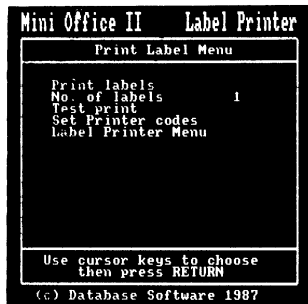 Mini Office II Label Printer
Print Label Menu
Print labels
No. of labels 1
Test print
Set Printer codes
Label Printer Menu
Use cursor keys to choose
then press RETURN
(c) Database Software 1987